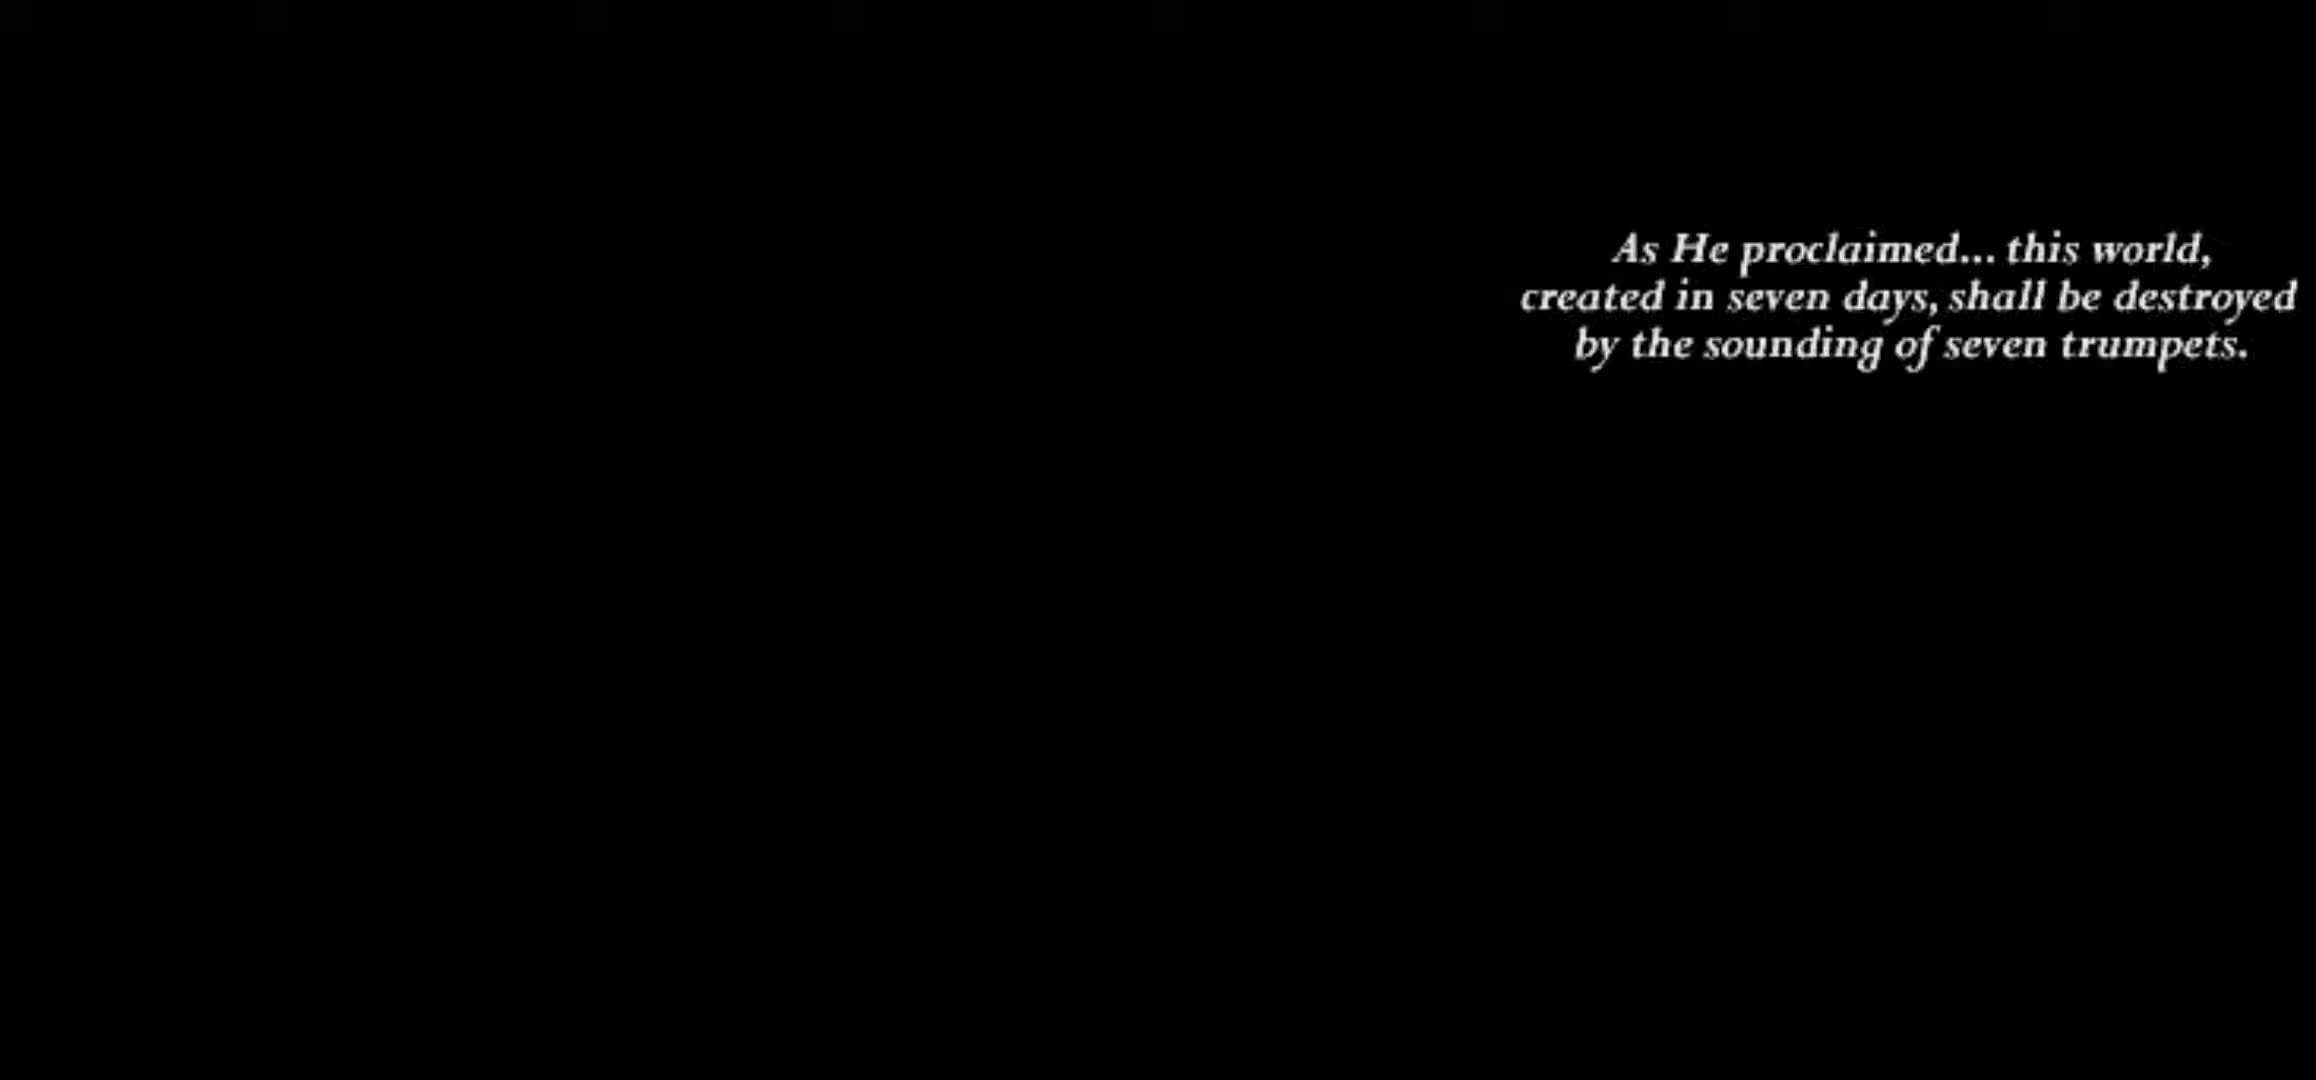 As He proclaimed... this world,
created in seven days, shall be destroyed
by the sounding of seven trumpets.